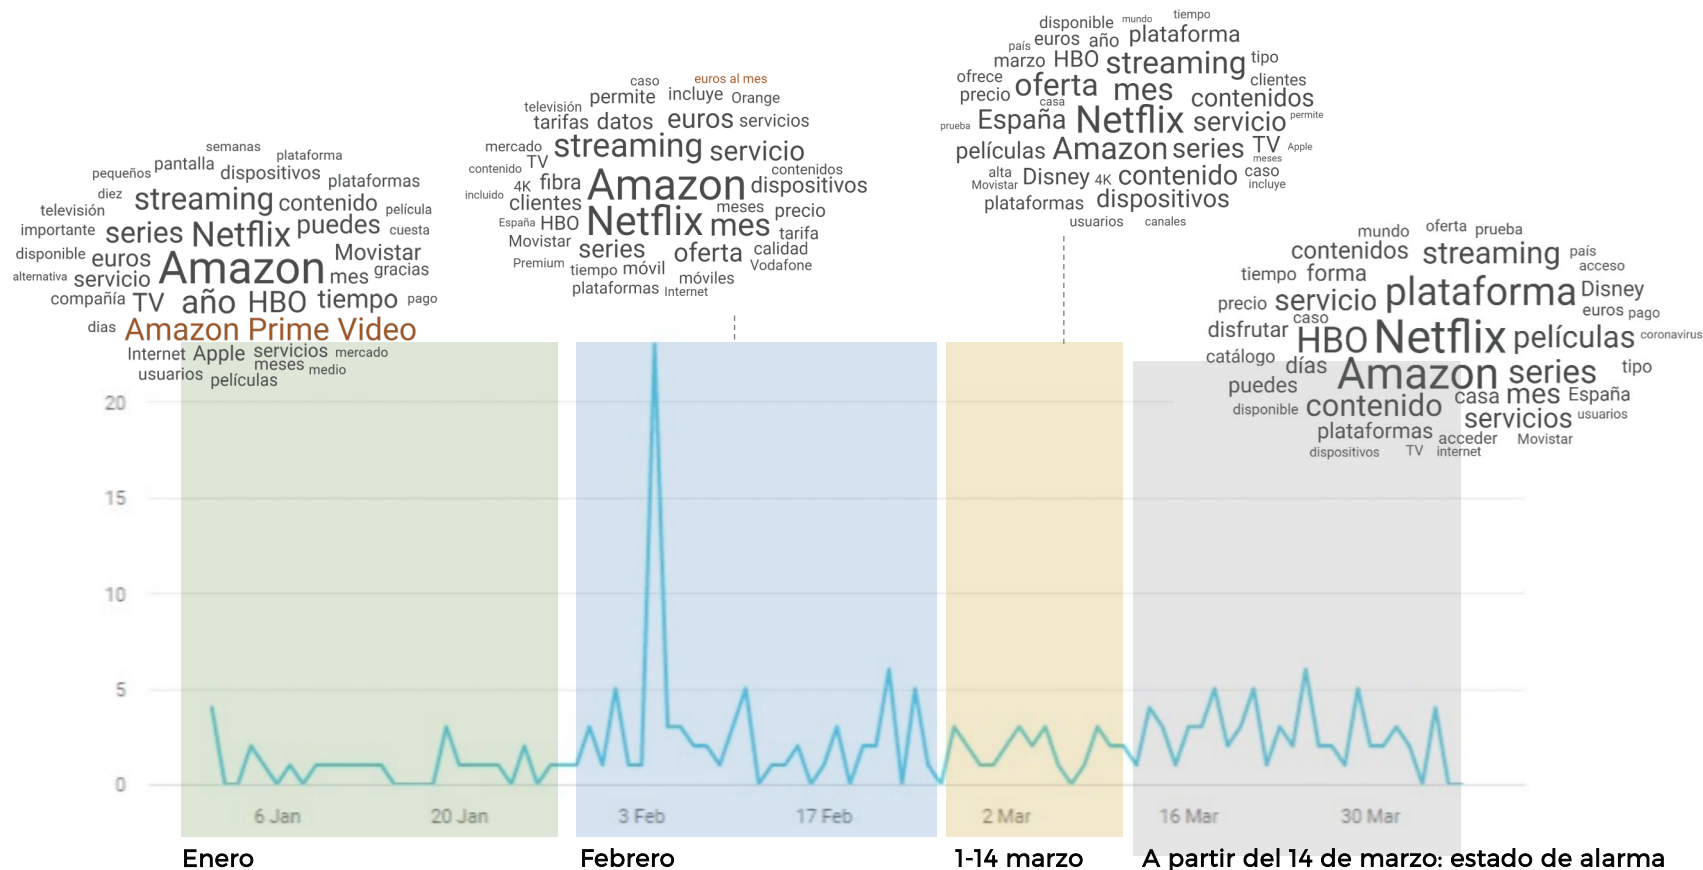 semanas
pantalla plataforma
pequeños dispositivos plataformas
diez streaming contenido película
televisión
importante series Netflix puedes cuesta
disponible euros Movistar
alternativa servicio Amazon mes gracias
compañía TV año HBO tiempo pago
dias Amazon Prime Video
Internet Apple servicios mercado
usuarios películas meses medio
caso euros al mes
permite incluye Orange
televisión
tarifas datos euros servicios
mercado streaming servicio
contenido TV contenidos
4K fibra Amazon dispositivos
incluido clientes
España HBO Netflix meses precio
mes tarifa
Movistar series oferta calidad
Premium tiempo móvil móviles Vodafone
plataformas Internet
disponible mundo tiempo
país euros año plataforma
marzo HBO streaming tipo
ofrece oferta mes clientes
precio casa contenidos
prueba España Netflix servicio permite
películas Amazon series TV Apple
meses
alta Disney 4K contenido caso
Movistar incluye
plataformas dispositivos
usuarios canales
mundo oferta prueba
contenidos streaming país
tiempo forma acceso
precio servicio plataforma Disney
caso euros pago
disfrutar HBO Netflix películas coronavirus
catálogo días Amazon series tipo
puedes casa mes España
disponible contenido servicios usuarios
plataformas acceder Movistar
dispositivos TV internet
20
15
10
5
0
6 Jan 20 Jan 3 Feb 17 Feb 2 Mar 16 Mar 30 Mar
Enero Febrero 1-14 marzo A partir del 14 de marzo: estado de alarma